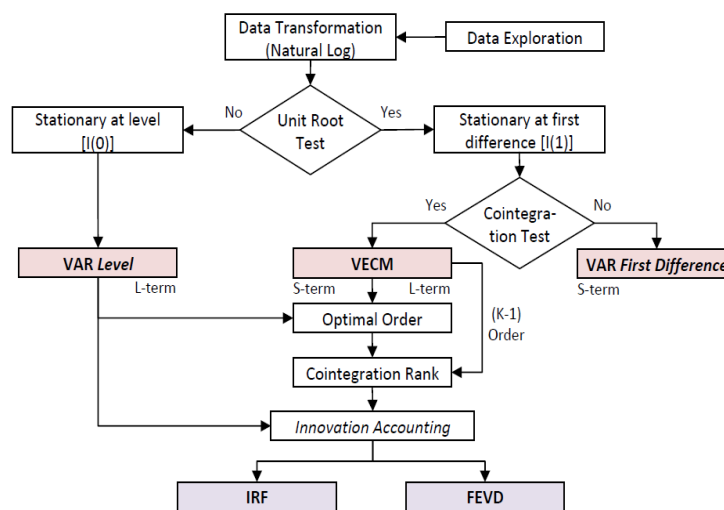 Data Transformation
(Natural Log)
Data Exploration
No
Yes
Stationary at level
[I(0)]
Unit Root
Test
Stationary at first
difference [I(1)]
Yes
Cointegra-
tion Test
No
VAR Level
L-term
VECM
S-term
L-term
VAR First Difference
S-term
(K-1)
Order
Optimal Order
Cointegration Rank
Innovation Accounting
IRF
FEVD